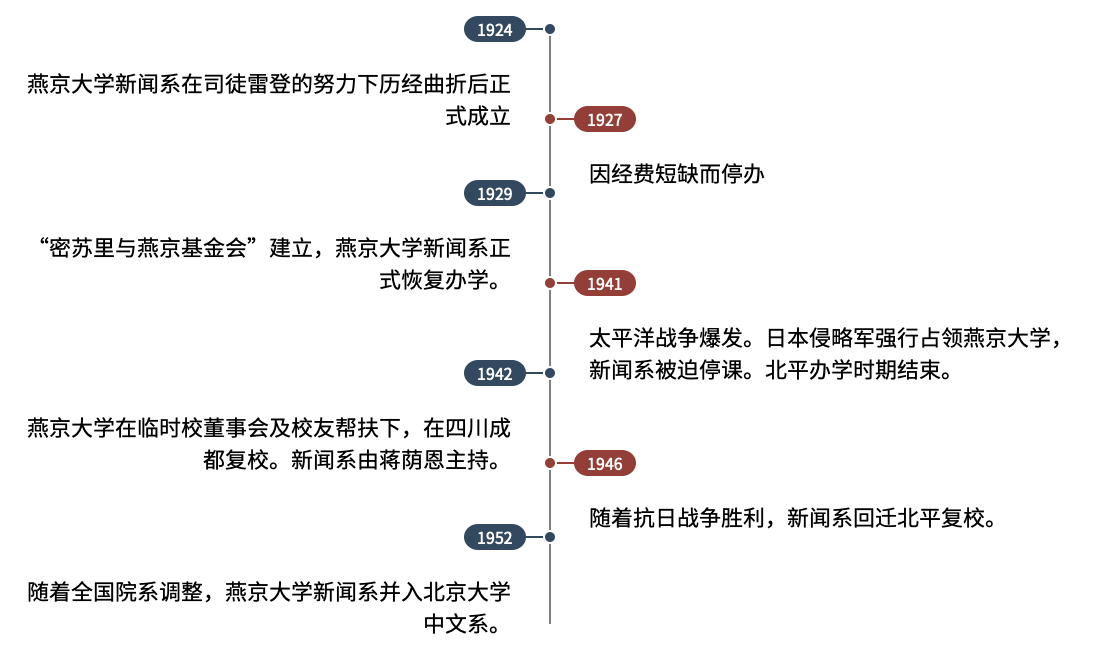 1924
燕京大学新闻系在司徒雷登的努力下历经曲折后正
式成立
1927
因经费短缺而停办
1929
“密苏里与燕京基金会”建立，燕京大学新闻系正
式恢复办学。
1941
太平洋战争爆发。日本侵略军强行占领燕京大学，
新闻系被迫停课。北平办学时期结束。
1942
燕京大学在临时校董事会及校友帮扶下，在四川成
都复校。新闻系由蒋荫恩主持。
1946
随着抗日战争胜利，新闻系回迁北平复校。
1952
随着全国院系调整，燕京大学新闻系并入北京大学
中文系。